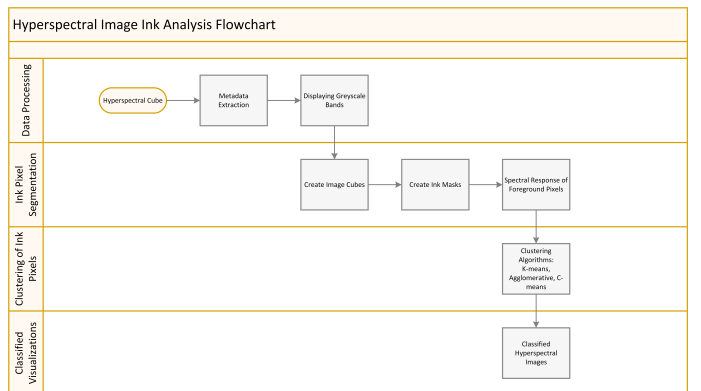 Hyperspectral Image Ink Analysis Flowchart
Data Processing
Hyperspectral Cube
Metadata
Extraction
Displaying Greyscale
Bands
Ink Pixel
Segmentation
Create Image Cubes
Create Ink Masks
Spectral Response of
Foreground Pixels
Clustering of Ink
Pixels
Clustering
Algorithms:
K-means,
Agglomerative, C-
means
Classified
Visualizations
Classified
Hyperspectral
Images